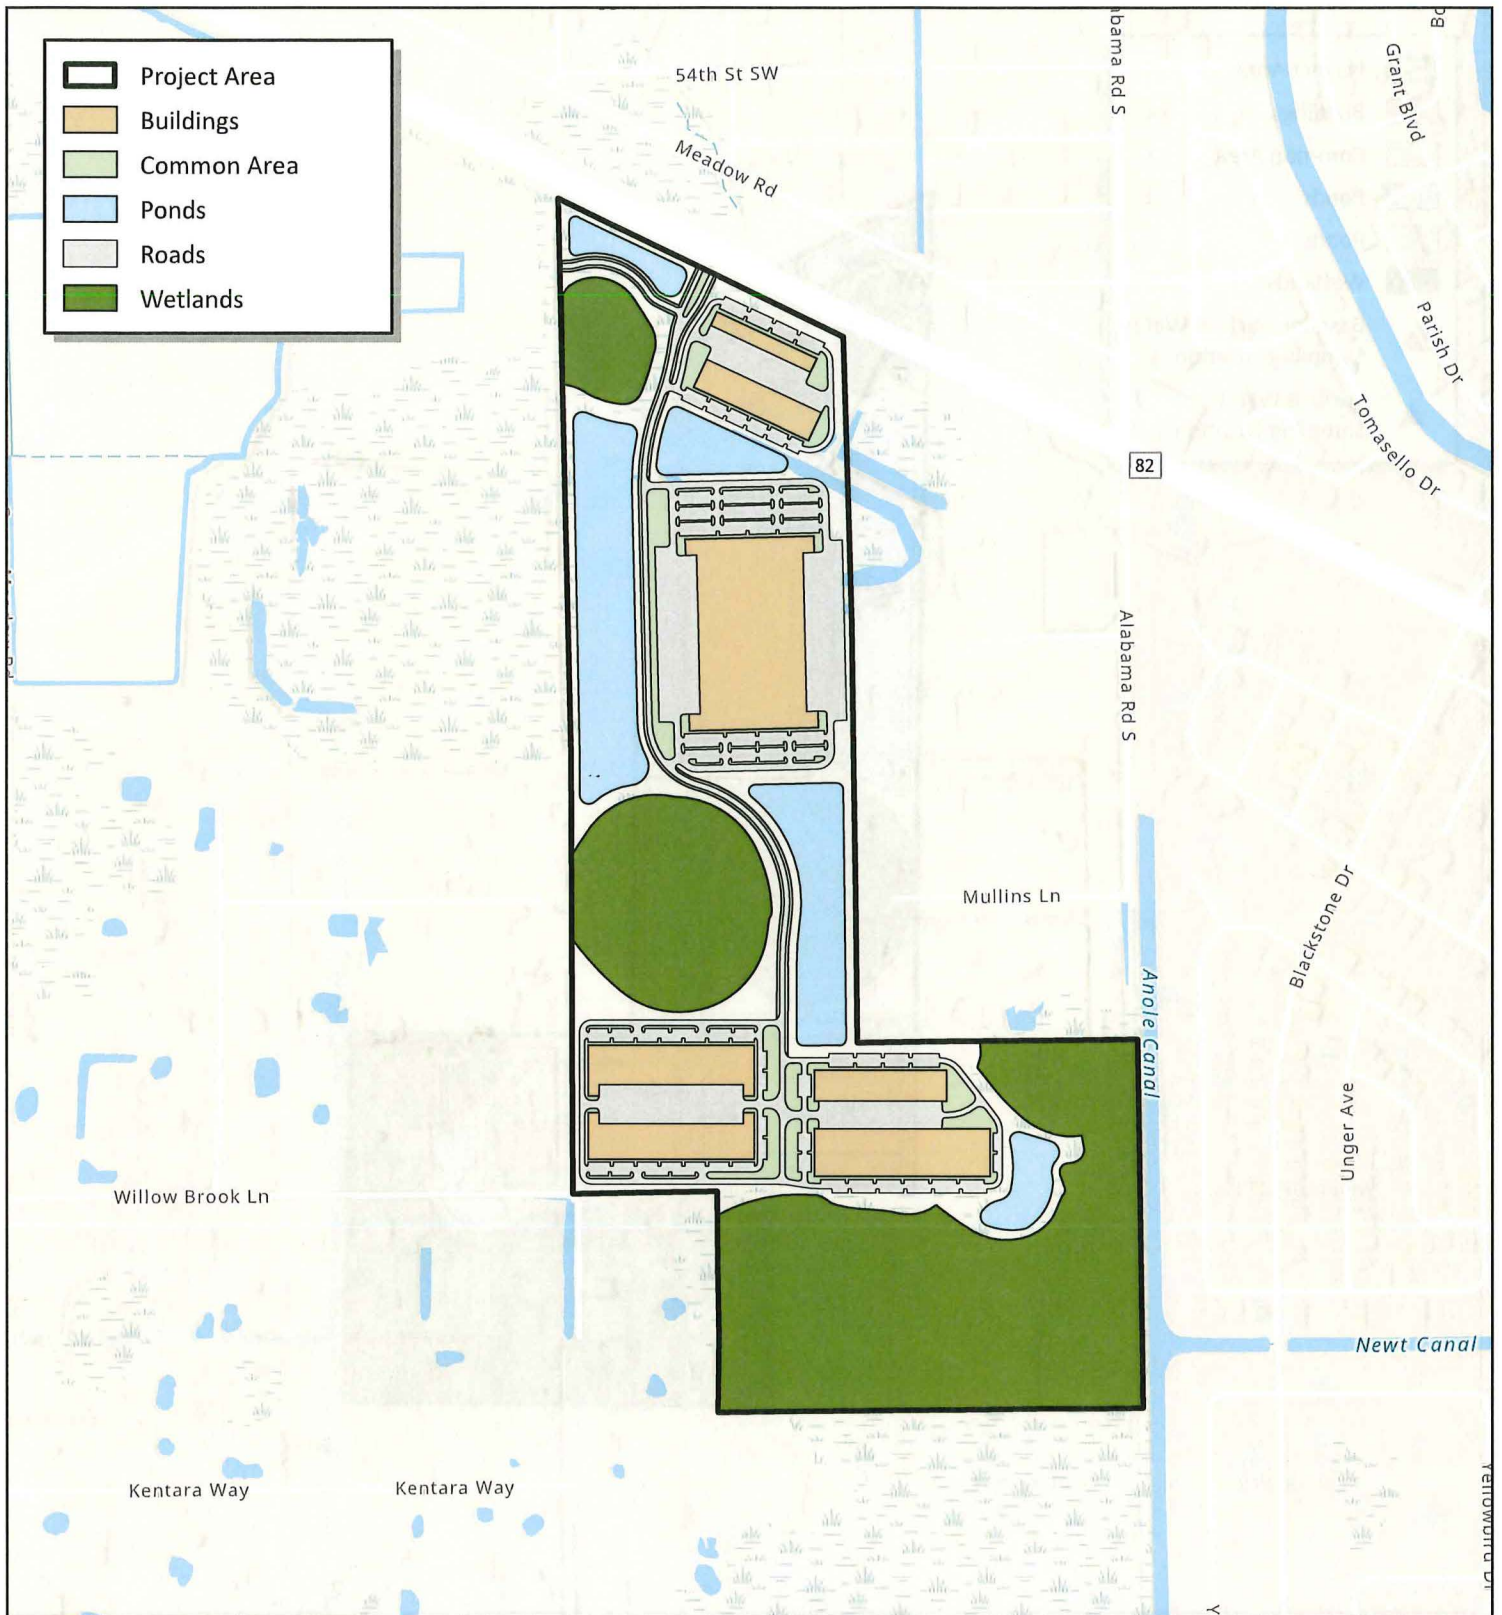 Project Area
Buildings
Common Area
Ponds
Roads
Wetlands
54th St SW
Meadow Rd
bama Rd S
Grant Blvd
Parish Dr
Tomasello Dr
82
Alabama Rd S
Mullins Ln
Blackstone Dr
Anole Canal
Unger Ave
Willow Brook Ln
Newt Canal
Kentara Way
Kentara Way